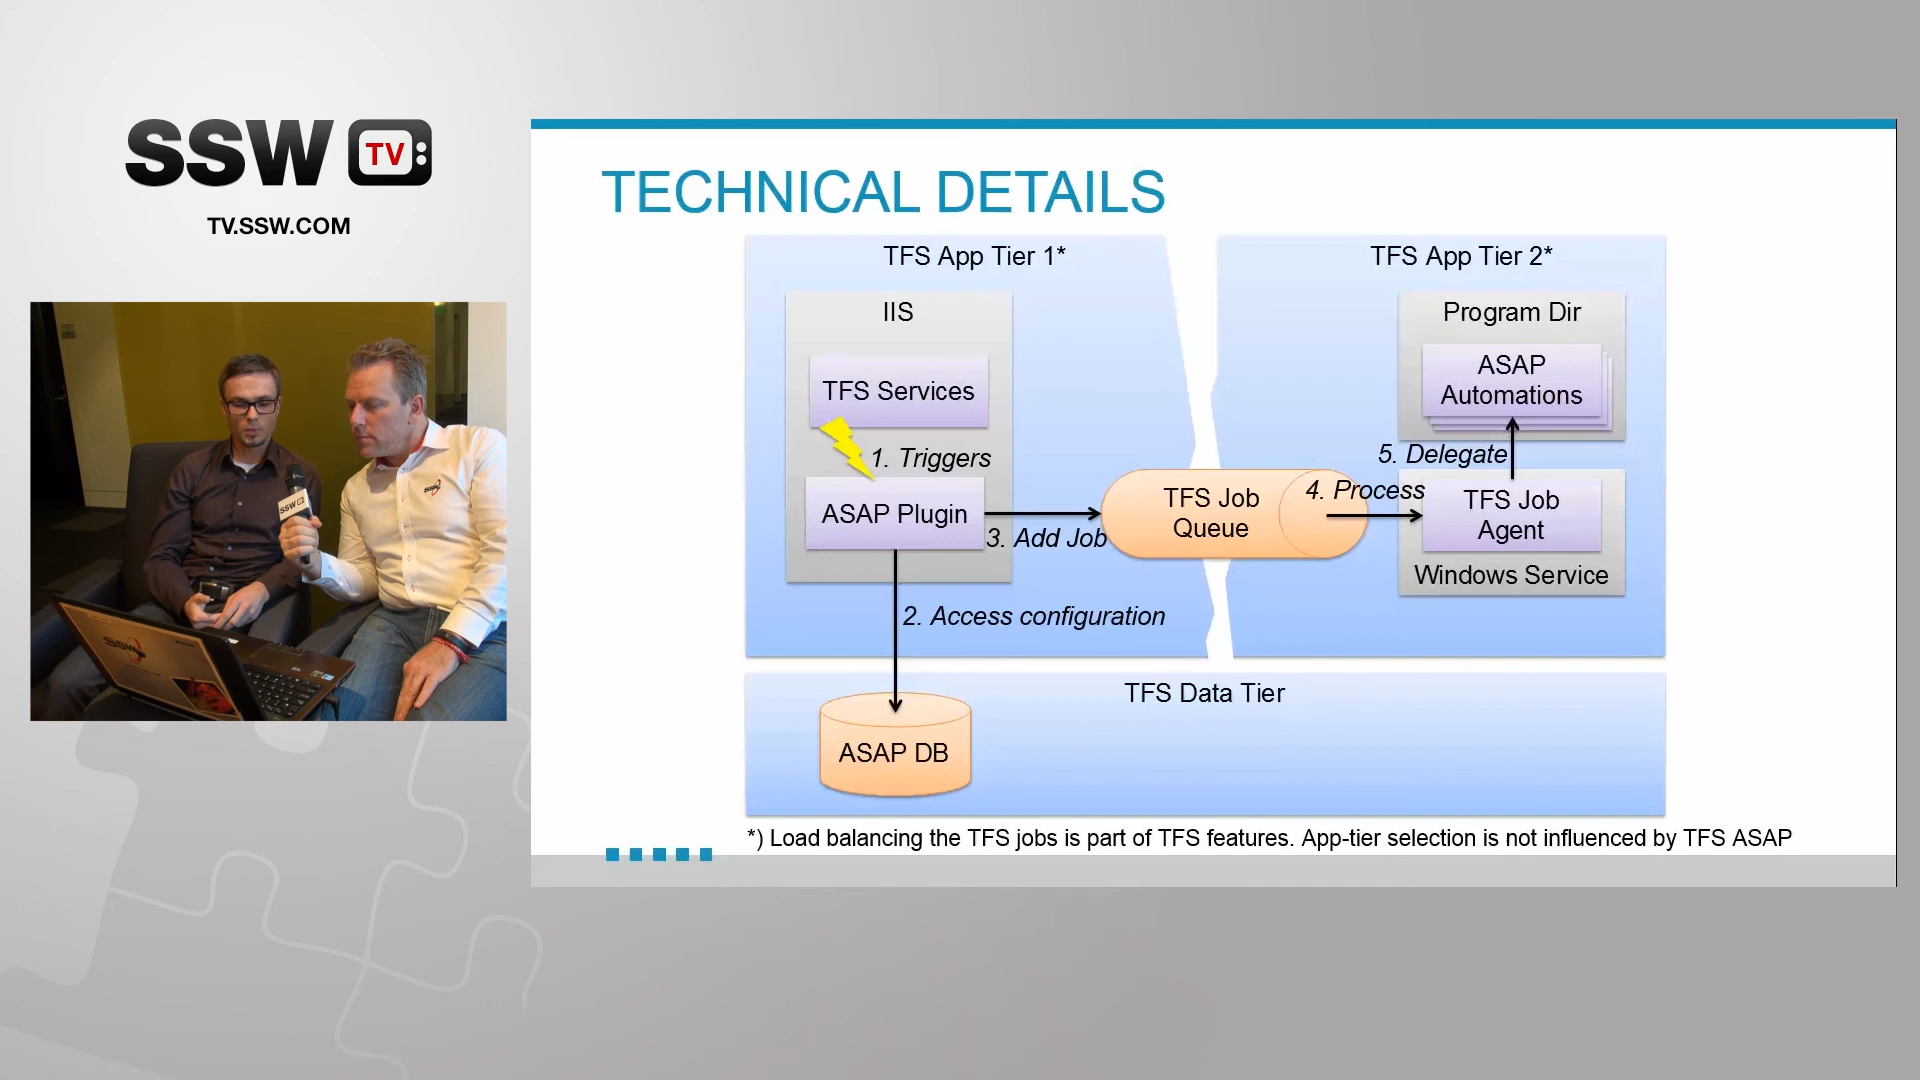 SSW TV:
TV.SSW.COM
TECHNICAL DETAILS
TFS App Tier 1*
TFS App Tier 2*
IIS
Program Dir
TFS Services
ASAP
Automations
1. Triggers
5. Delegate
ASAP Plugin
TFS Job
Queue
4. Process
TFS Job
Agent
3. Add Job
Windows Service
2. Access configuration
TFS Data Tier
ASAP DB
*) Load balancing the TFS jobs is part of TFS features. App-tier selection is not influenced by TFS ASAP
SSW
SSW